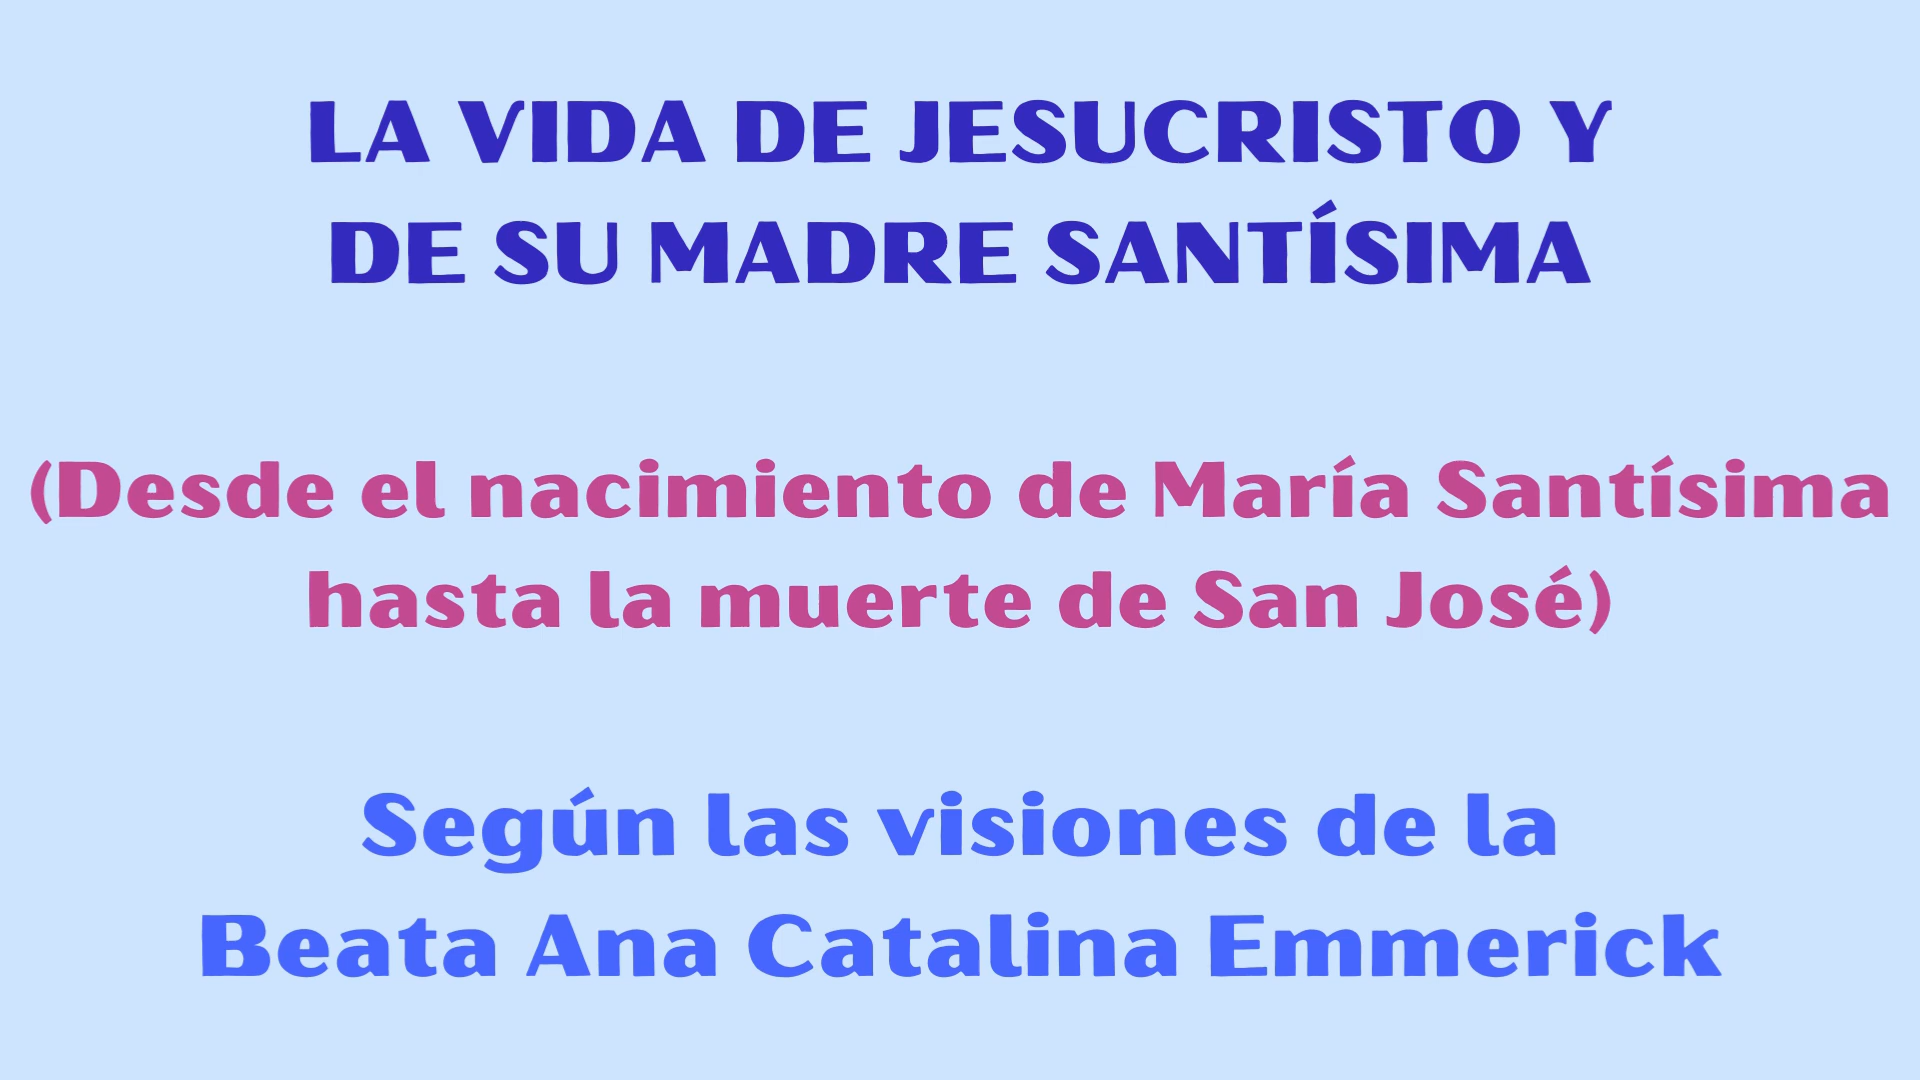 LA VIDA DE JESUCRISTO Y
DE SU MADRE SANTÍSIMA
(Desde el nacimiento de María Santísima
hasta la muerte de San José)
Según las visiones de la
Beata Ana Catalina Emmerick